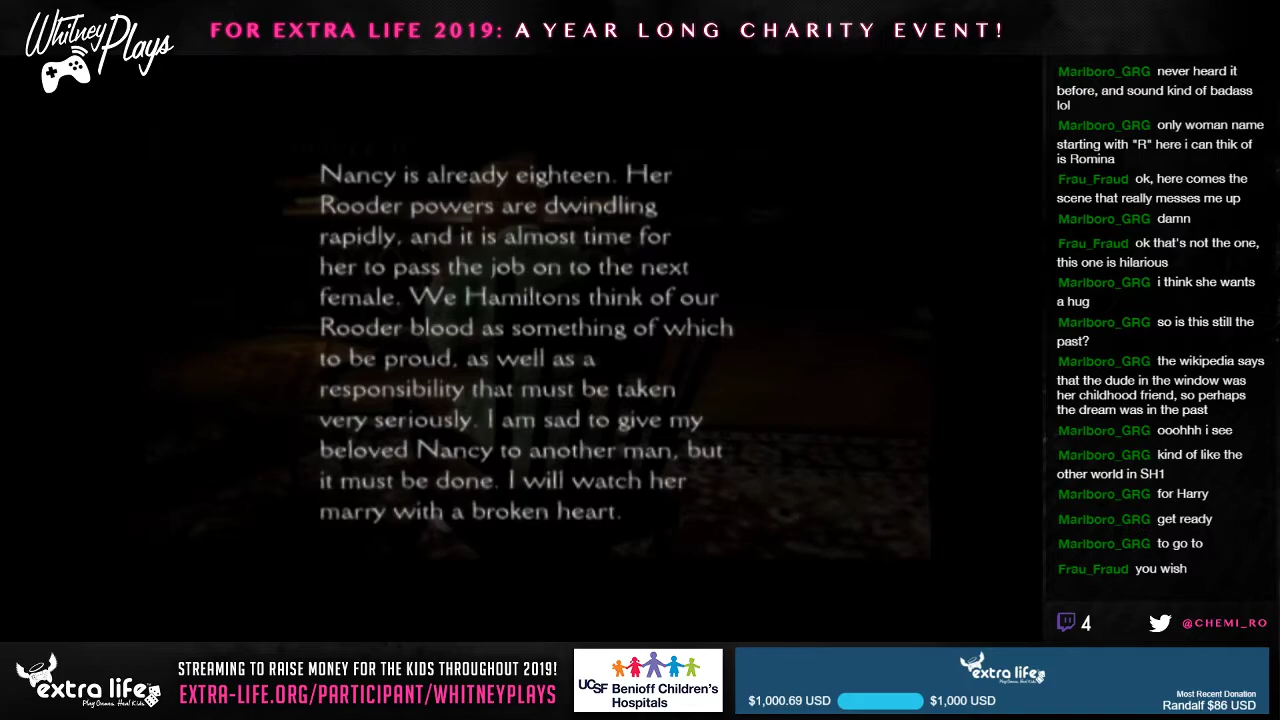 Whitney Plays
FOR EXTRA LIFE 2019: A YEAR LONG CHARITY EVENT!
Nancy is already eighteen. Her
Rooder powers are dwindling
rapidly, and it is almost time for
her to pass the job on to the next
female. We Hamiltons think of our
Rooder blood as something of which
to be proud, as well as a
responsibility that must be taken
very seriously. I am sad to give my
beloved Nancy to another man, but
it must be done. I will watch her
marry with a broken heart.
Marlboro_GRG never heard it
before, and sound kind of badass
lol
Marlboro_GRG only woman name
starting with "R" here i can thik of
is Romina
Frau_Fraud ok, here comes the
scene that really messes me up
Marlboro_GRG damn
Frau_Fraud ok that's not the one,
this one is hilarious
Marlboro_GRG i think she wants
a hug
Marlboro_GRG so is this still the
past?
Marlboro_GRG the wikipedia says
that the dude in the window was
her childhood friend, so perhaps
the dream was in the past
Marlboro_GRG ooohhh i see
Marlboro_GRG kind of like the
other world in SH1
Marlboro_GRG for Harry
Marlboro_GRG get ready
Marlboro_GRG to go to
Frau_Fraud you wish
4
@CHEMI_RO
extra life
Play Games. Heal Kids.
STREAMING TO RAISE MONEY FOR THE KIDS THROUGHOUT 2019!
EXTRA-LIFE.ORG/PARTICIPANT/WHITNEYPLAYS
UCSF Benioff Children's
Hospitals
extra life
Play Games. Heal Kids.
$1,000.69 USD
$1,000 USD
Most Recent Donation
Randalf $86 USD